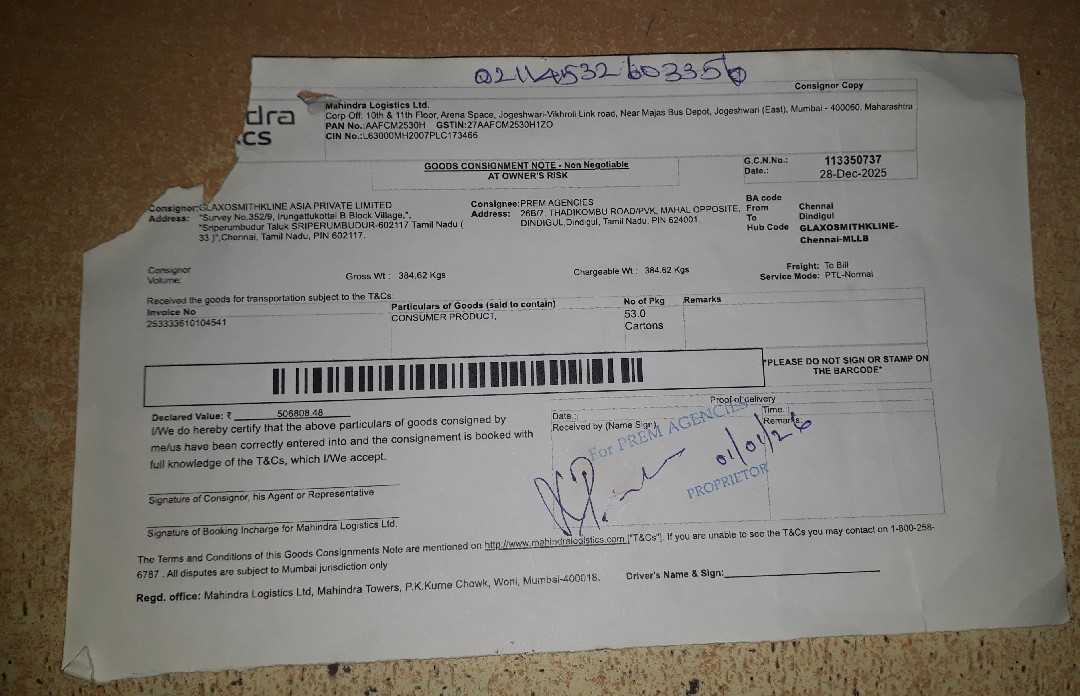 02114532603356
Consignor Copy
dra
CS
Mahindra Logistics Ltd.
Corp Off: 10th & 11th Floor, Arena Space, Jogeshwari-Vikhroli Link road, Near Majas Bus Depot, Jogeshwari (East), Mumbai - 400060, Maharashtra
PAN No.:AAFCM2530H GSTIN:27AAFCM2530H1ZO
CIN No.:L63000MH2007PLC173466
GOODS CONSIGNMENT NOTE - Non Negotiable
AT OWNER'S RISK
G.C.N.No.: 113350737
Date.: 28-Dec-2025
Consignor:GLAXOSMITHKLINE ASIA PRIVATE LIMITED
Address: "Survey No.352/9, Irungattukottai B Block Village,",
"Sriperumbudur Taluk SRIPERUMBUDUR-602117 Tamil Nadu (
33 )",Chennai, Tamil Nadu, PIN 602117.
Consignee:PREM AGENCIES
Address: 26B/7, THADIKOMBU ROAD/PVK, MAHAL OPPOSITE,
DINDIGUL,Dindigul, Tamil Nadu, PIN 624001.
BA code
From Chennai
To Dindigul
Hub Code GLAXOSMITHKLINE-
Chennai-MLLB
Consignor
Volume:
Gross Wt : 384.62 Kgs
Chargeable Wt : 384.62 Kgs
Freight: To Bill
Service Mode: PTL-Normal
Received the goods for transportation subject to the T&Cs.
Invoice No Particulars of Goods (said to contain) No of Pkg Remarks
253333610104541 CONSUMER PRODUCT, 53.0
Cartons
*PLEASE DO NOT SIGN OR STAMP ON
THE BARCODE*
Declared Value: ₹ 506808.48
I/We do hereby certify that the above particulars of goods consigned by
me/us have been correctly entered into and the consignement is booked with
full knowledge of the T&Cs, which I/We accept.
Proof of delivery
Date.: Time.:
Received by (Name Sign) Remarks:
For PREM AGENCIES
01/01/26
PROPRIETOR
Signature of Consignor, his Agent or Representative
Signature of Booking Incharge for Mahindra Logistics Ltd.
The Terms and Conditions of this Goods Consignments Note are mentioned on http://www.mahindralogistics.com ["T&Cs"]. If you are unable to see the T&Cs you may contact on 1-800-258-
6787 . All disputes are subject to Mumbai jurisdiction only
Regd. office: Mahindra Logistics Ltd, Mahindra Towers, P.K.Kurne Chowk, Worli, Mumbai-400018. Driver's Name & Sign: